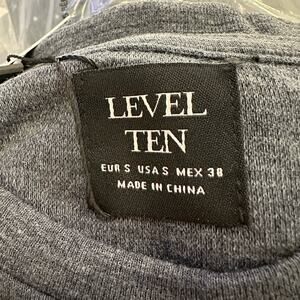 LEVEL
TEN
EUR S USA S MEX 38
MADE IN CHINA